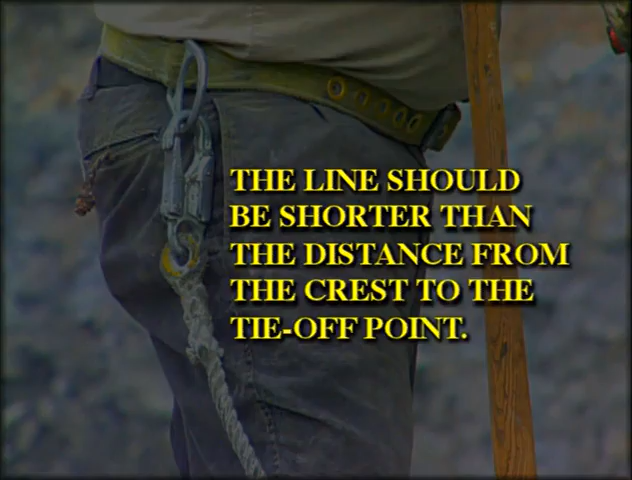 THE LINE SHOULD
BE SHORTER THAN
THE DISTANCE FROM
THE CREST TO THE
TIE-OFF POINT.